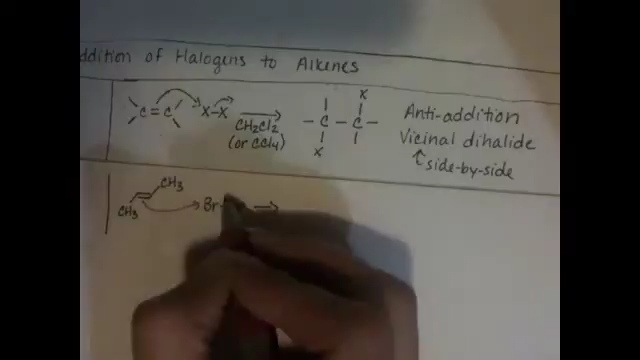 ddition of Halogens to Alkenes
C=C X-X CH2Cl2 (or CCl4)
X
-C-C-
X
Anti-addition
Vicinal dihalide
side-by-side
CH3
CH3
Br